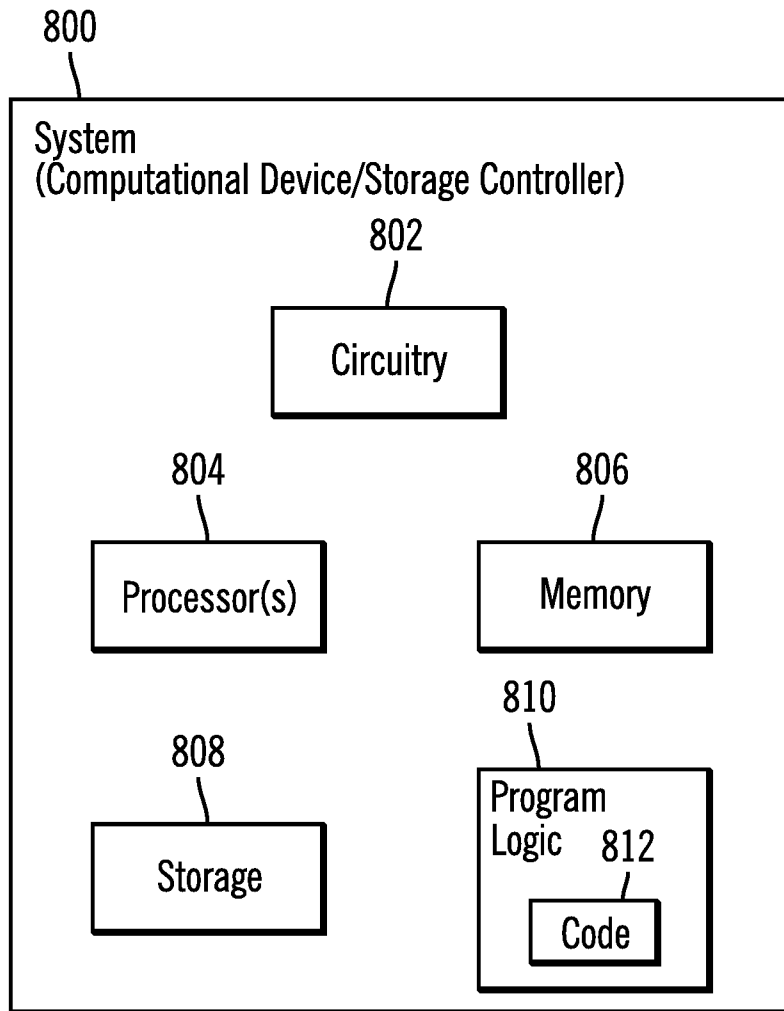 800
System
(Computational Device/Storage Controller)
802
Circuitry
804
Processor(s)
806
Memory
808
Storage
810
Program
Logic
812
Code